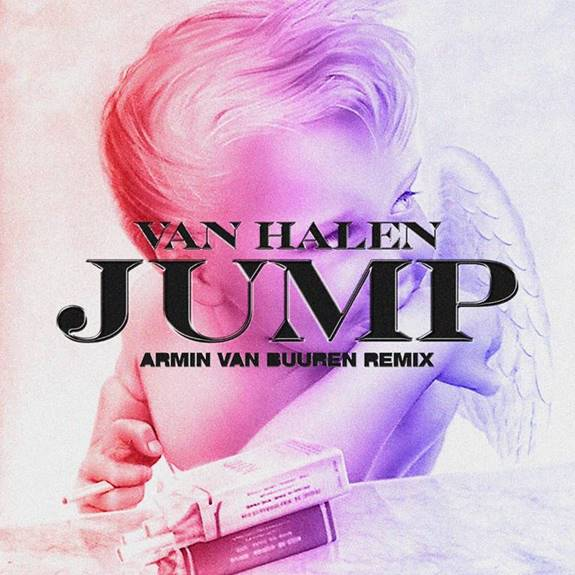 VAN HALEN
JUMP
ARMIN VAN BUUREN REMIX